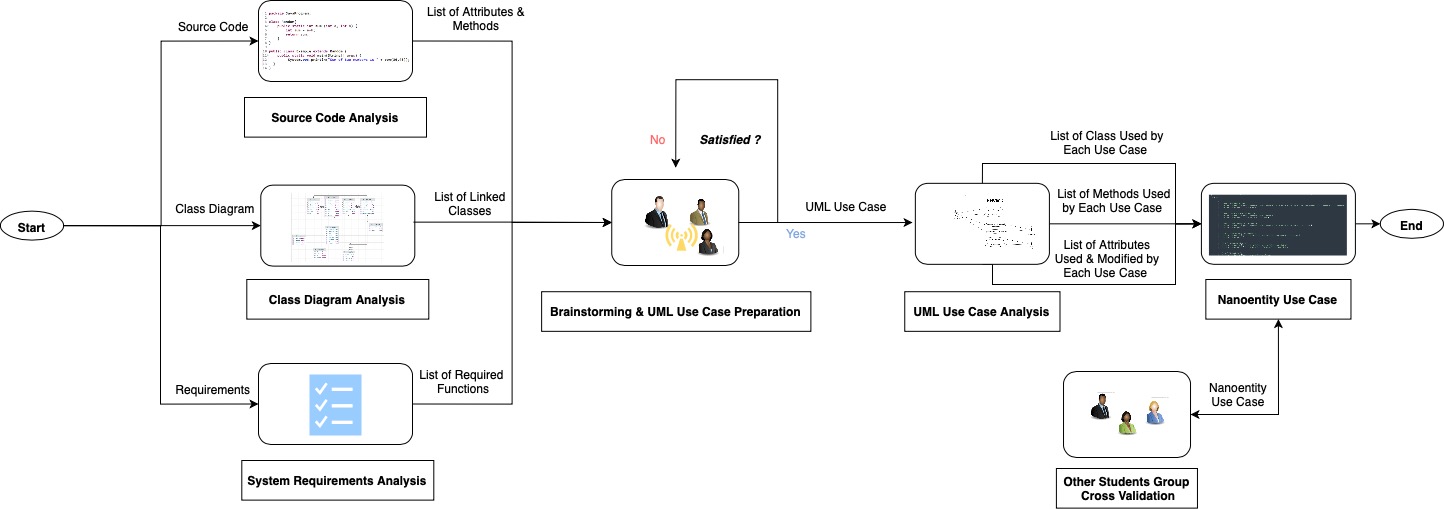 Start
Source Code
Source Code Analysis
List of Attributes &
Methods
Class Diagram
Class Diagram Analysis
List of Linked
Classes
Requirements
System Requirements Analysis
List of Required
Functions
No
Satisfied ?
Brainstorming & UML Use Case Preparation
UML Use Case
Yes
UML Use Case Analysis
List of Class Used by
Each Use Case
List of Methods Used
by Each Use Case
List of Attributes
Used & Modified by
Each Use Case
Nanoentity Use Case
End
Nanoentity
Use Case
Other Students Group
Cross Validation